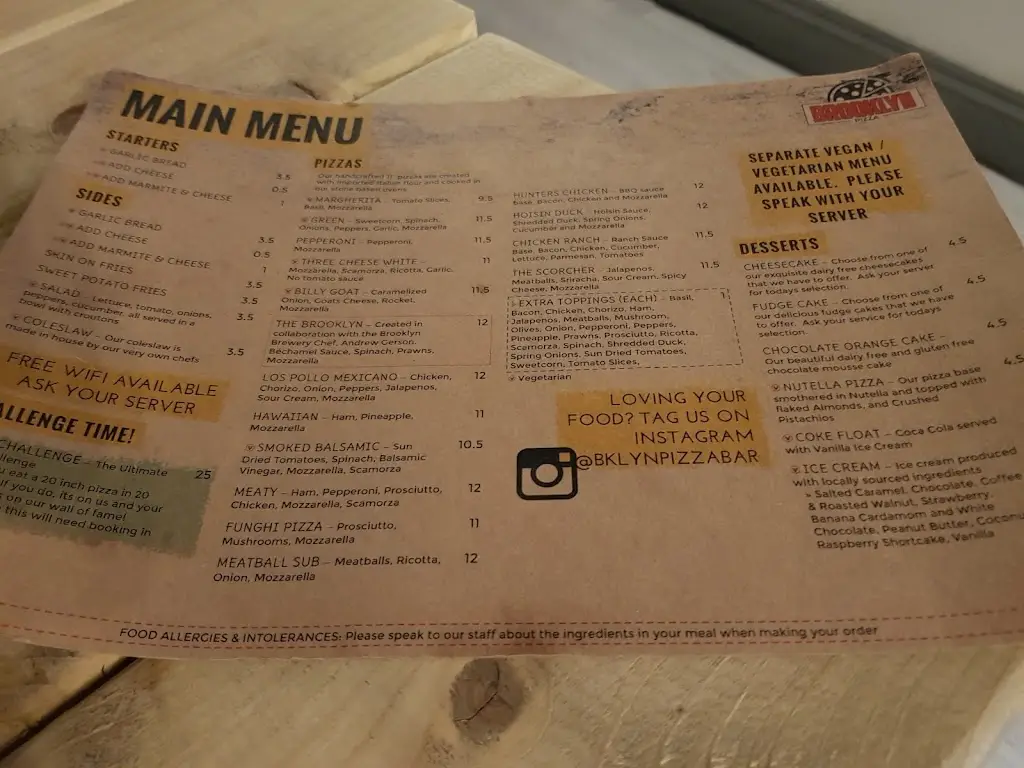 MAIN MENU
STARTERS
GARLIC BREAD 3.5
ADD CHEESE 0.5
ADD MARMITE & CHEESE 1
SIDES
GARLIC BREAD 3.5
ADD CHEESE 0.5
ADD MARMITE & CHEESE 1
SKIN ON FRIES 3.5
SWEET POTATO FRIES 3.5
SALAD – Lettuce, tomato, onions, 3.5
peppers, cucumber, all served in a
bowl with croutons
COLESLAW – Our coleslaw is
made in house by our very own chefs 3.5
FREE WIFI AVAILABLE
ASK YOUR SERVER
ALLENGE TIME!
CHALLENGE – The Ultimate 25
llenge
u eat a 20 inch pizza in 20
If you do, its on us and your
s on our wall of fame!
this will need booking in
PIZZAS
Our handcrafted pizzas are created
with imported Italian flour and cooked in
our stone baked ovens
MARGHERITA – Tomato Slices, 9.5
Basil, Mozzarella
GREEN – Sweetcorn, Spinach, 11.5
Onions, Peppers, Garlic, Mozzarella
PEPPERONI – Pepperoni, 11.5
Mozzarella
THREE CHEESE WHITE – 11
Mozzarella, Scamorza, Ricotta, Garlic.
No Tomato sauce
BILLY GOAT – Caramelized 11.5
Onion, Goats Cheese, Rocket,
Mozzarella
THE BROOKLYN – Created in 12
collaboration with the Brooklyn
Brewery Chef, Andrew Gerson.
Béchamel Sauce, Spinach, Prawns,
Mozzarella
LOS POLLO MEXICANO – Chicken, 12
Chorizo, Onion, Peppers, Jalapenos,
Sour Cream, Mozzarella
HAWAIIAN – Ham, Pineapple, 11
Mozzarella
SMOKED BALSAMIC – Sun 10.5
Dried Tomatoes, Spinach, Balsamic
Vinegar, Mozzarella, Scamorza
MEATY – Ham, Pepperoni, Prosciutto, 12
Chicken, Mozzarella, Scamorza
FUNGHI PIZZA – Prosciutto, 11
Mushrooms, Mozzarella
MEATBALL SUB – Meatballs, Ricotta, 12
Onion, Mozzarella
HUNTERS CHICKEN – BBQ sauce 12
base, Bacon, Chicken and Mozzarella
HOISIN DUCK – Hoisin Sauce, 12
Shredded Duck, Spring Onions,
Cucumber and Mozzarella
CHICKEN RANCH – Ranch Sauce 11.5
Base, Bacon, Chicken, Cucumber,
Lettuce, Parmesan, Tomatoes
THE SCORCHER – Jalapenos, 11.5
Meatballs, Sriracha, Sour Cream, Spicy
Cheese, Mozzarella
EXTRA TOPPINGS (EACH) – Basil, 1
Bacon, Chicken, Chorizo, Ham,
Jalapenos, Meatballs, Mushroom,
Olives, Onion, Pepperoni, Peppers,
Pineapple, Prawns, Prosciutto, Ricotta,
Scamorza, Spinach, Shredded Duck,
Spring Onions, Sun Dried Tomatoes,
Sweetcorn, Tomato Slices,
Vegetarian
LOVING YOUR
FOOD? TAG US ON
INSTAGRAM
@BKLYNPIZZABAR
BROOKLYN
PIZZA
SEPARATE VEGAN /
VEGETARIAN MENU
AVAILABLE. PLEASE
SPEAK WITH YOUR
SERVER
DESSERTS
CHEESECAKE – Choose from one of 4.5
our exquisite dairy free cheesecakes
that we have to offer. Ask your server
for todays selection.
FUDGE CAKE – Choose from one of 4.5
our delicious fudge cakes that we have
to offer. Ask your service for todays
selection.
CHOCOLATE ORANGE CAKE – 4.5
Our beautiful dairy free and gluten free
chocolate mousse cake
NUTELLA PIZZA – Our pizza base 4.5
smothered in Nutella and topped with
flaked Almonds, and Crushed
Pistachios
COKE FLOAT – Coca Cola served
with Vanilla Ice Cream
ICE CREAM – Ice cream produced
with locally sourced ingredients
» Salted Caramel, Chocolate, Coffee
& Roasted Walnut, Strawberry,
Banana Cardamom and White
Chocolate, Peanut Butter, Coconu
Raspberry Shortcake, Vanilla
FOOD ALLERGIES & INTOLERANCES: Please speak to our staff about the ingredients in your meal when making your order